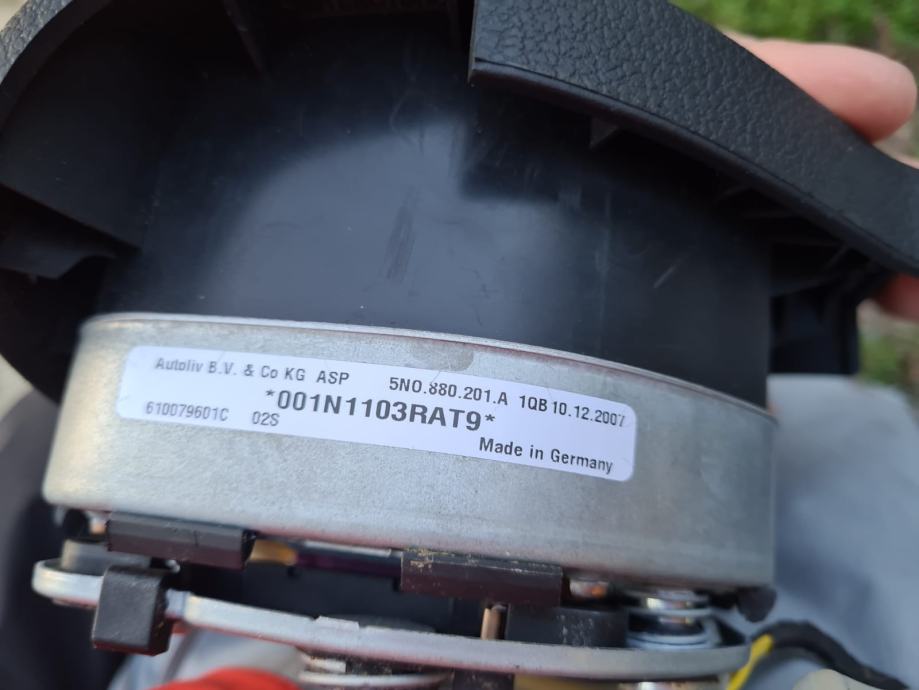 Autoliv B.V. & Co KG ASP 5N0.880.201.A 1QB 10.12.2007
*001N1103RAT9*
610079601C 02S
Made in Germany